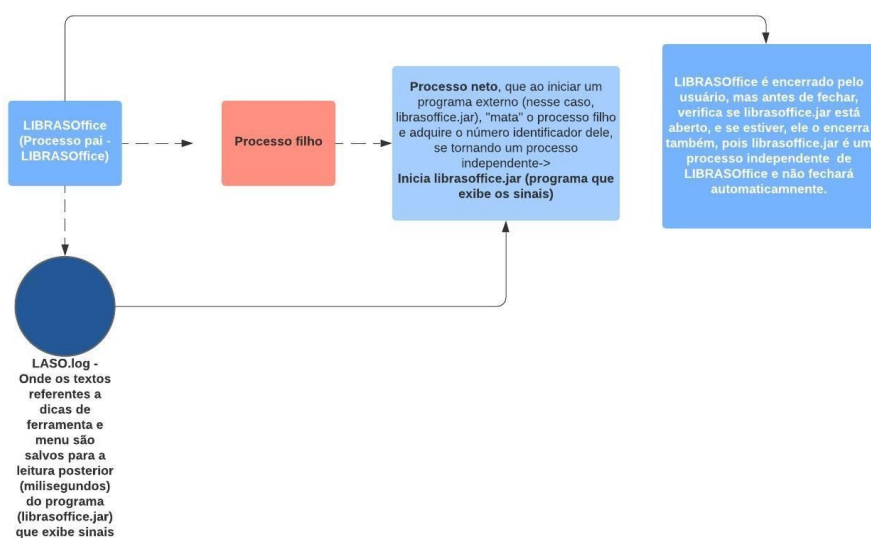 LIBRASOffice
(Processo pai -
LIBRASOffice)
Processo filho
Processo neto, que ao iniciar um
programa externo (nesse caso,
librasoffice.jar), "mata" o processo filho
e adquire o número identificador dele,
se tornando um processo
independente->
Inicia librasoffice.jar (programa que
exibe os sinais)
LIBRASOffice é encerrado pelo
usuário, mas antes de fechar,
verifica se librasoffice.jar está
aberto, e se estiver, ele o encerra
também, pois librasoffice.jar é um
processo independente de
LIBRASOffice e não fechará
automaticamnente.
LASO.log -
Onde os textos
referentes a
dicas de
ferramenta e
menu são
salvos para a
leitura posterior
(milisegundos)
do programa
(librasoffice.jar)
que exibe sinais